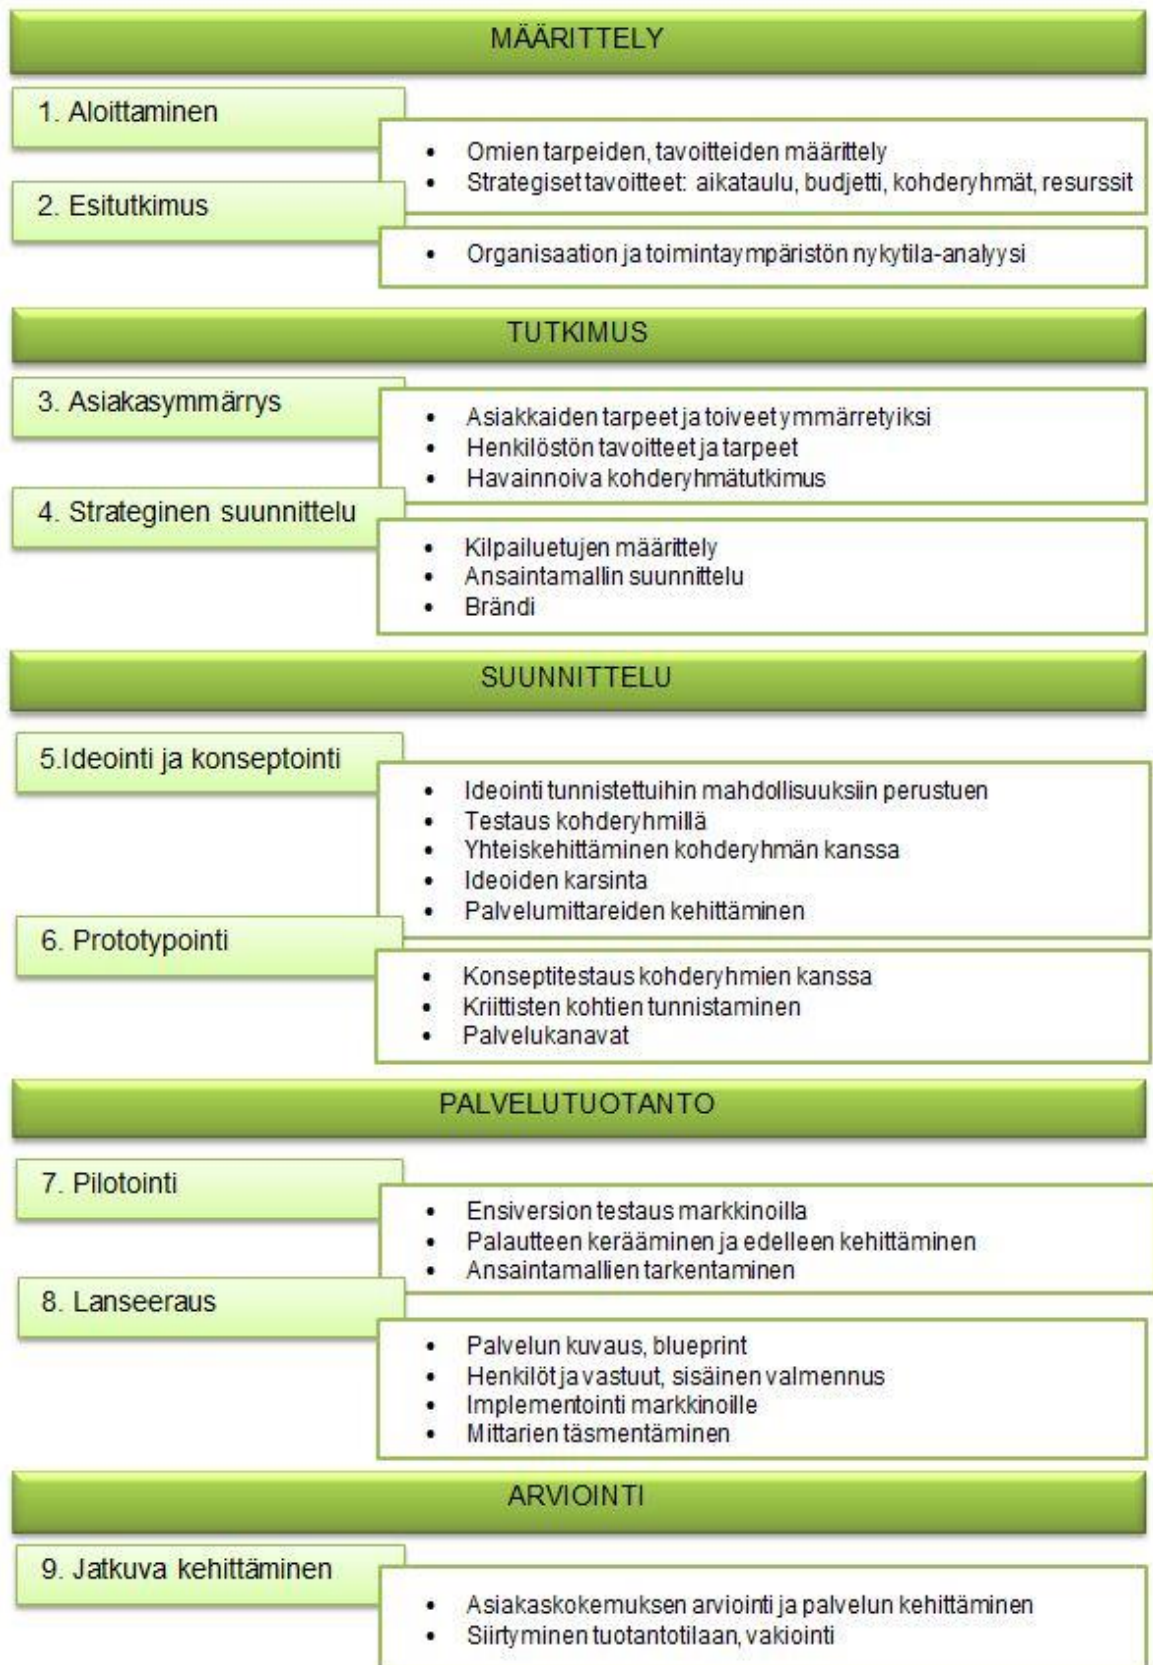 MÄÄRITTELY
1. Aloittaminen
• Omien tarpeiden, tavoitteiden määrittely
• Strategiset tavoitteet: aikataulu, budjetti, kohderyhmät, resurssit
2. Esitutkimus
• Organisaation ja toimintaympäristön nykytila-analyysi
TUTKIMUS
3. Asiakasymmärrys
• Asiakkaiden tarpeet ja toiveet ymmärretyiksi
• Henkilöstön tavoitteet ja tarpeet
• Havainnoiva kohderyhmätutkimus
4. Strateginen suunnittelu
• Kilpailuetujen määrittely
• Ansaintamallin suunnittelu
• Brändi
SUUNNITTELU
5.Ideointi ja konseptointi
• Ideointi tunnistettuihin mahdollisuuksiin perustuen
• Testaus kohderyhmillä
• Yhteiskehittäminen kohderyhmän kanssa
• Ideoiden karsinta
• Palvelumittareiden kehittäminen
6. Prototypointi
• Konseptitestaus kohderyhmien kanssa
• Kriittisten kohtien tunnistaminen
• Palvelukanavat
PALVELUTUOTANTO
7. Pilotointi
• Ensiversion testaus markkinoilla
• Palautteen kerääminen ja edelleen kehittäminen
• Ansaintamallien tarkentaminen
8. Lanseeraus
• Palvelun kuvaus, blueprint
• Henkilöt ja vastuut, sisäinen valmennus
• Implementointi markkinoille
• Mittarien täsmentäminen
ARVIOINTI
9. Jatkuva kehittäminen
• Asiakaskokemuksen arviointi ja palvelun kehittäminen
• Siirtyminen tuotantotilaan, vakiointi